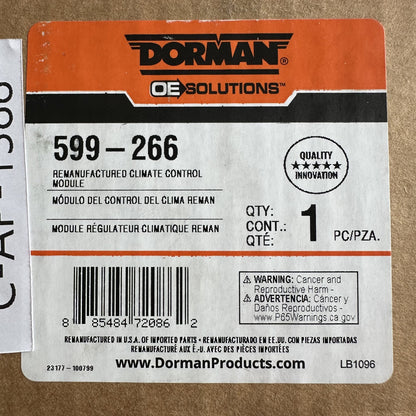 DORMAN®
OE SOLUTIONS™
599-266
REMANUFACTURED CLIMATE CONTROL
MODULE
MÓDULO DEL CONTROL DEL CLIMA REMAN
MODULE RÉGULATEUR CLIMATIQUE REMAN
QUALITY
★★★★★
INNOVATION
QTY:
CONT.:
QTÉ:
1
PC/PZA.
⚠ WARNING: Cancer and
Reproductive Harm -
⚠ ADVERTENCIA: Cáncer y
Daños Reproductivos -
www.P65Warnings.ca.gov
8 85484 72086 2
REMANUFACTURED IN U.S.A. OF IMPORTED PARTS • REMANUFACTURADO EN EE.UU. CON PIEZAS IMPORTADAS
REMANUFACTURÉ AUX É.-U. AVEC DES PIÈCES IMPORTÉES
23177-100799
www.DormanProducts.com
LB1096